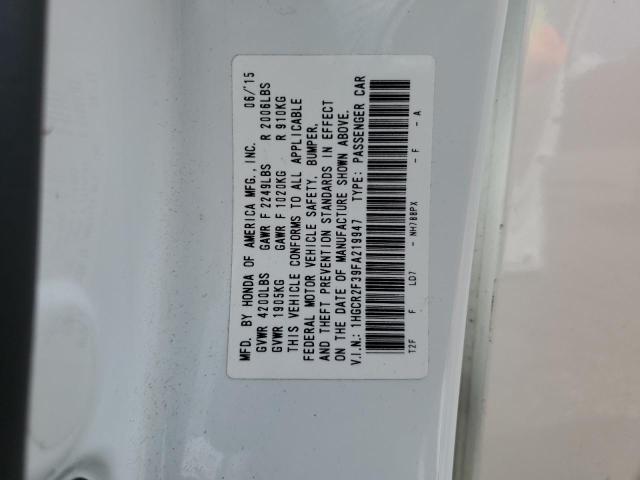 MFD. BY HONDA OF AMERICA MFG., INC. 06/'15
GVWR 4200LBS GAWR F 2249LBS R 2006LBS
GVWR 1905KG GAWR F 1020KG R 910KG
THIS VEHICLE CONFORMS TO ALL APPLICABLE
FEDERAL MOTOR VEHICLE SAFETY, BUMPER,
AND THEFT PREVENTION STANDARDS IN EFFECT
ON THE DATE OF MANUFACTURE SHOWN ABOVE.
V.I.N.: 1HGCR2F39FA219947 TYPE: PASSENGER CAR
T2F F LD7 - NH788PX - F - A